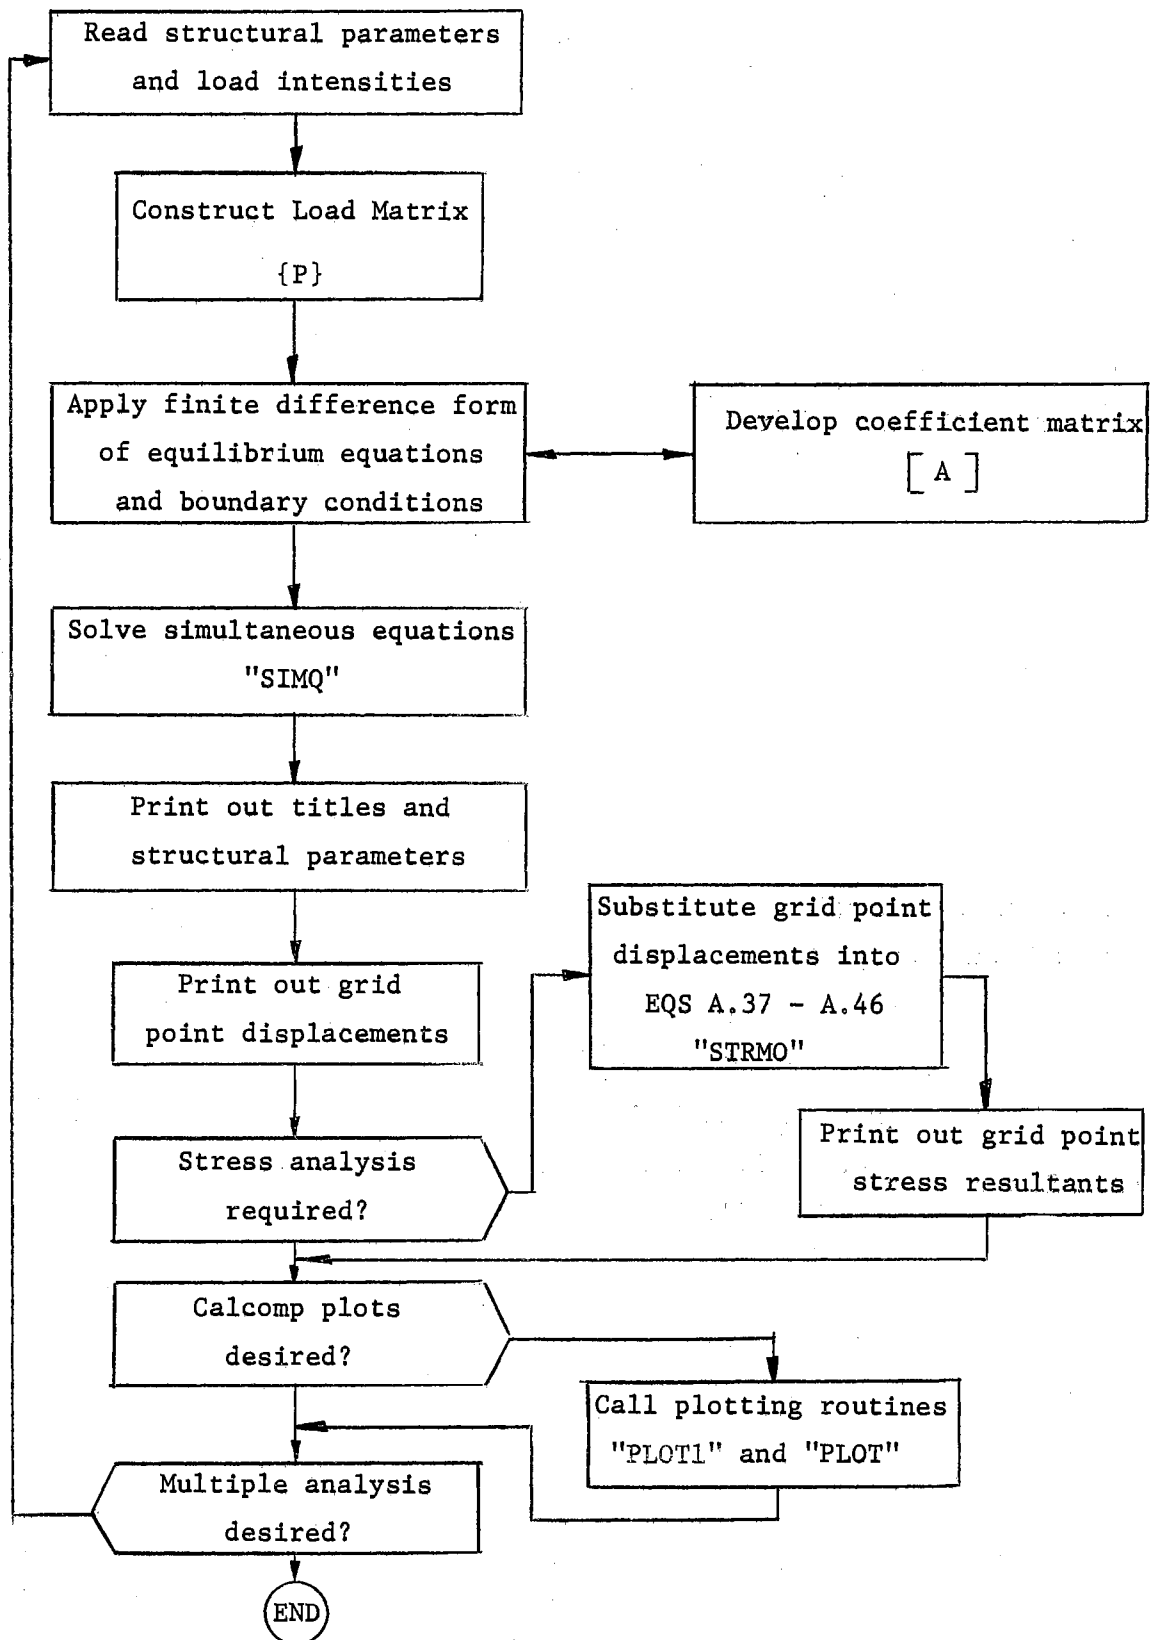 Read structural parameters
and load intensities
Construct Load Matrix
{P}
Apply finite difference form
of equilibrium equations
and boundary conditions
Develop coefficient matrix
[ A ]
Solve simultaneous equations
"SIMQ"
Print out titles and
structural parameters
Substitute grid point
displacements into
EQS A.37 - A.46
"STRMO"
Print out grid
point displacements
Print out grid point
stress resultants
Stress analysis
required?
Calcomp plots
desired?
Call plotting routines
"PLOT1" and "PLOT"
Multiple analysis
desired?
END